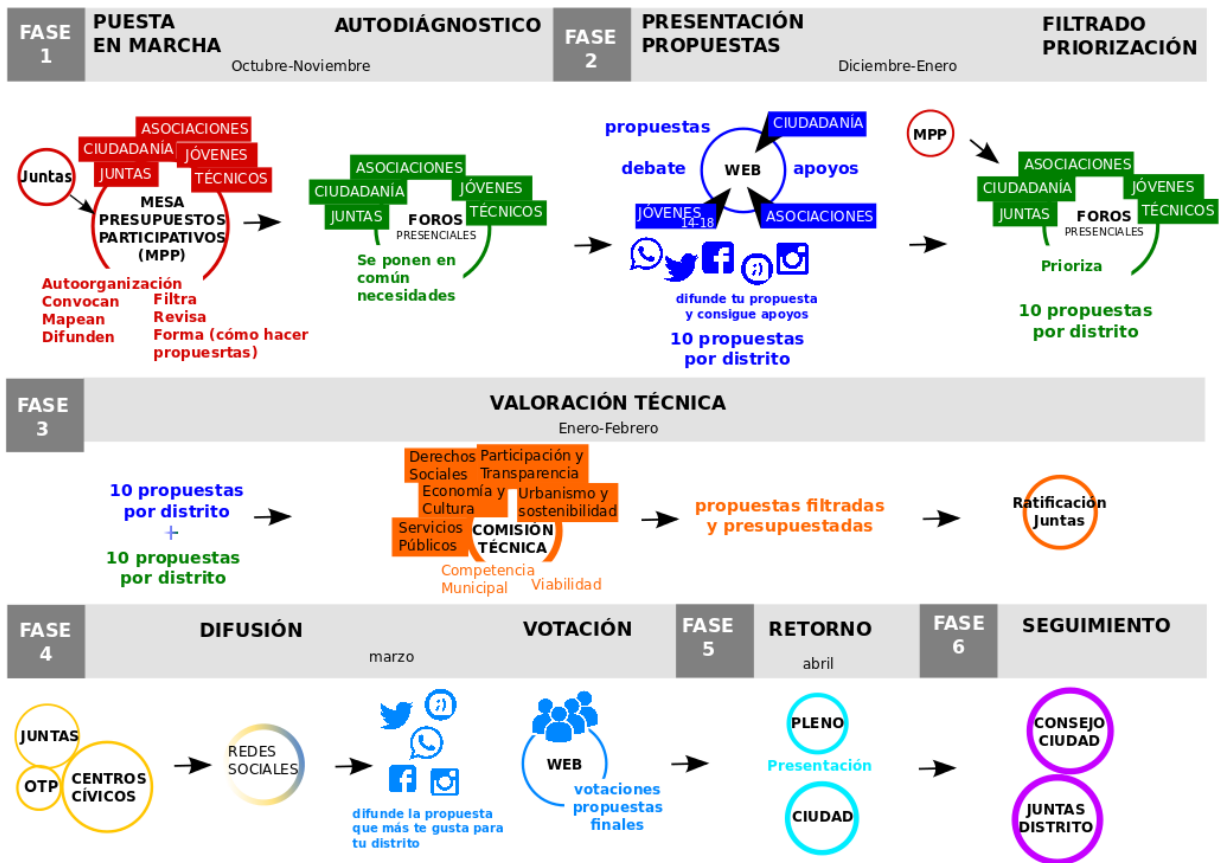 FASE
1
PUESTA
EN MARCHA
AUTODIÁGNOSTICO
Octubre-Noviembre
FASE
2
PRESENTACIÓN
PROPUESTAS
FILTRADO
PRIORIZACIÓN
Diciembre-Enero
Juntas
ASOCIACIONES
CIUDADANÍA
JÓVENES
JUNTAS
TÉCNICOS
MESA
PRESUPUESTOS
PARTICIPATIVOS
(MPP)
Autoorganización
Convocan
Mapean
Difunden
Filtra
Revisa
Forma (cómo hacer
propuesrtas)
ASOCIACIONES
CIUDADANÍA
JÓVENES
JUNTAS
TÉCNICOS
FOROS
PRESENCIALES
Se ponen en
común
necesidades
propuestas
CIUDADANÍA
debate
WEB
apoyos
JÓVENES
14-18
ASOCIACIONES
difunde tu propuesta
y consigue apoyos
10 propuestas
por distrito
MPP
ASOCIACIONES
CIUDADANÍA
JÓVENES
JUNTAS
TÉCNICOS
FOROS
PRESENCIALES
Prioriza
10 propuestas
por distrito
FASE
3
VALORACIÓN TÉCNICA
Enero-Febrero
10 propuestas
por distrito
+
10 propuestas
por distrito
Derechos
Sociales
Participación y
Transparencia
Economía y
Cultura
Urbanismo y
sostenibilidad
Servicios
Públicos
COMISIÓN
TÉCNICA
Competencia
Municipal
Viabilidad
propuestas filtradas
y presupuestadas
Ratificación
Juntas
FASE
4
DIFUSIÓN
VOTACIÓN
marzo
FASE
5
RETORNO
abril
FASE
6
SEGUIMIENTO
JUNTAS
OTP
CENTROS
CÍVICOS
REDES
SOCIALES
difunde la propuesta
que más te gusta para
tu distrito
WEB
votaciones
propuestas
finales
PLENO
Presentación
CIUDAD
CONSEJO
CIUDAD
JUNTAS
DISTRITO